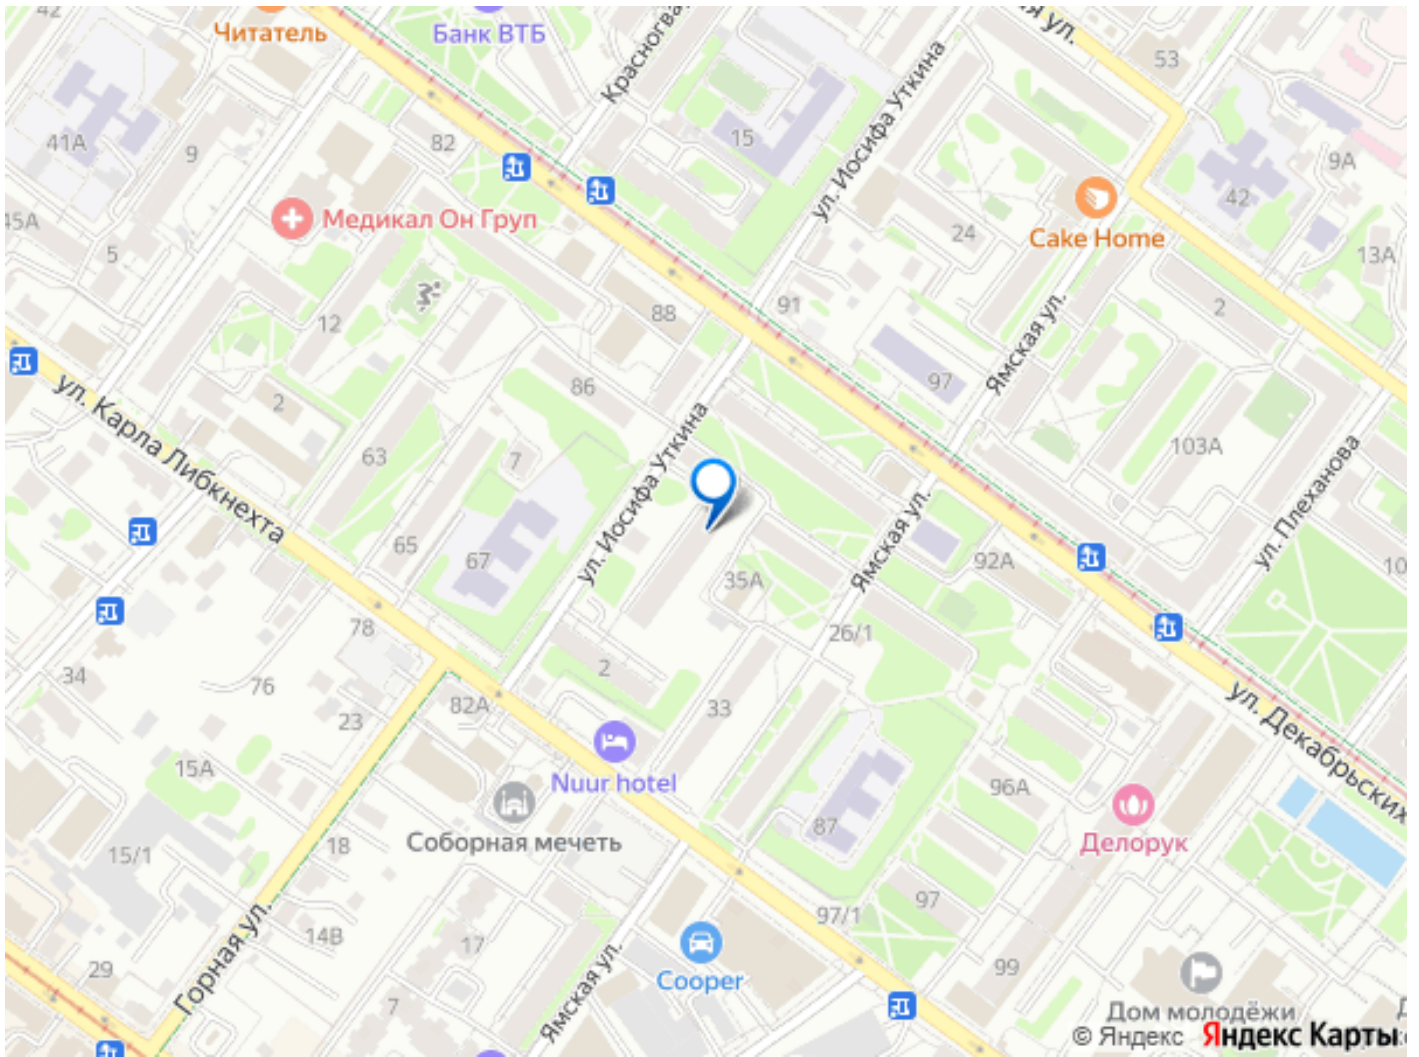 42
Читатель
Банк ВТБ
Красногва
ая ул.
53
41А
9
82
15
ул. Иосифа Уткина
9А
42
45А
5
Медикал Он Груп
24
Cake Home
13А
12
88
91
2
ул. Карла Либкнехта
2
86
97
Ямская ул.
63
7
ул. Иосифа Уткина
103А
ул. Плеханова
65
67
35А
Ямская ул.
92А
10
78
2
26/1
34
76
23
82А
33
ул. Декабрьских
15А
Nuur hotel
96А
Соборная мечеть
87
Делорук
15/1
18
97
97/1
14В
17
29
Горная ул.
7
Ямская ул.
Cooper
99
Дом молодёжи
© Яндекс Яндекс Карты